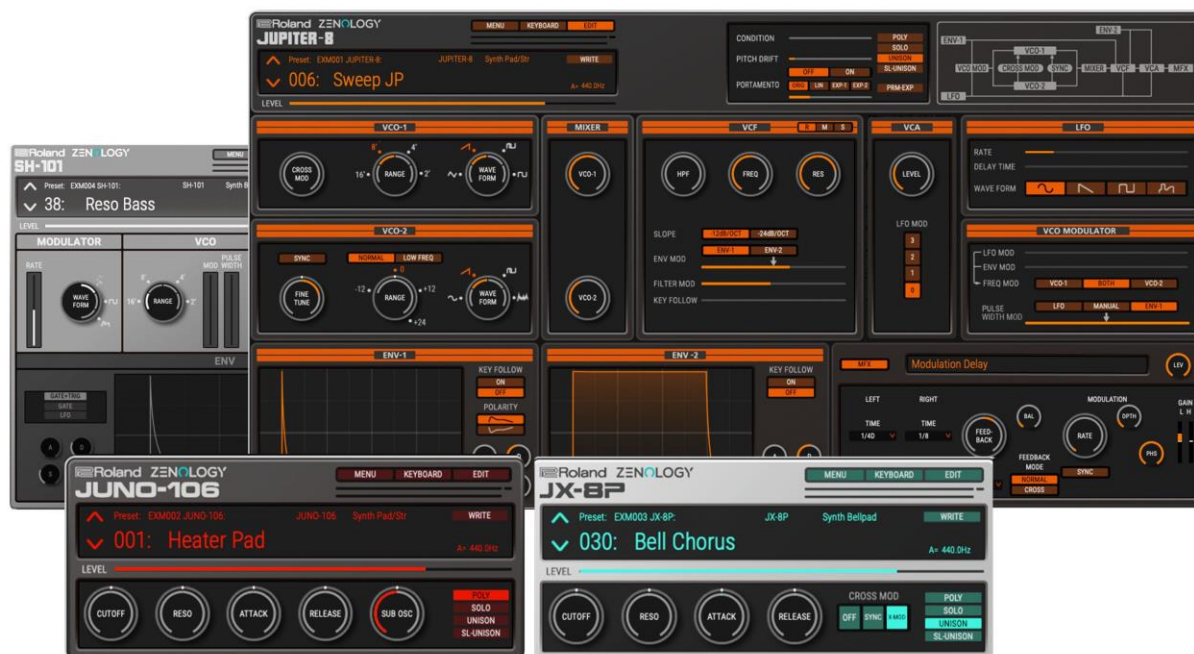 Roland ZENOLOGY
JUPITER-8
MENU KEYBOARD EDIT
Preset: EXM001 JUPITER-8: JUPITER-8 Synth Pad/Str WRITE
006: Sweep JP
A= 440.0Hz
LEVEL
CONDITION
PITCH DRIFT
OFF ON
PORTAMENTO
LIN EXP-1 EXP-2
POLY
SOLO
UNISON
SL-UNISON
PRM-EXP
ENV-1 ENV-2
VCO-1
VCO MOD CROSS MOD SYNC MIXER VCF VCA MFX
VCO-2
LFO
VCO-1
CROSS MOD
16' 8' 4' 2'
RANGE
WAVE FORM
MIXER
VCO-1
VCO-2
VCF
R M S
HPF FREQ RES
SLOPE -12dB/OCT -24dB/OCT
ENV MOD ENV-1 ENV-2
FILTER MOD
KEY FOLLOW
VCA
LEVEL
LFO MOD
3
2
1
0
LFO
RATE
DELAY TIME
WAVE FORM
VCO-2
SYNC
NORMAL LOW FREQ
FINE TUNE
-12 0 +12
+24
RANGE
WAVE FORM
VCO MODULATOR
LFO MOD
ENV MOD
FREQ MOD VCO-1 BOTH VCO-2
PULSE WIDTH MOD LFO MANUAL ENV-1
ENV-1
KEY FOLLOW
ON
OFF
POLARITY
ENV -2
KEY FOLLOW
ON
OFF
A D
MFX Modulation Delay LEV
LEFT RIGHT
TIME TIME
1/4D 1/8
FEED-BACK
BAL
FEEDBACK MODE
NORMAL
CROSS
MODULATION
RATE
DPTH
SYNC
PHS
GAIN
L H
Roland ZENOLOGY
SH-101
MENU
Preset: EXM004 SH-101: SH-101 Synth B
38: Reso Bass
LEVEL
MODULATOR VCO
RATE
WAVE FORM
16' 8' 4' 2'
RANGE
MOD
PULSE WIDTH
ENV
GATE+TRIG
GATE
LFO
A D
S
Roland ZENOLOGY
JUNO-106
MENU KEYBOARD EDIT
Preset: EXM002 JUNO-106: JUNO-106 Synth Pad/Str WRITE
001: Heater Pad
A= 440.0Hz
LEVEL
CUTOFF RESO ATTACK RELEASE SUB OSC
POLY
SOLO
UNISON
SL-UNISON
Roland ZENOLOGY
JX-8P
MENU KEYBOARD EDIT
Preset: EXM003 JX-8P: JX-8P Synth Bellpad WRITE
030: Bell Chorus
A= 440.0Hz
LEVEL
CUTOFF RESO ATTACK RELEASE
CROSS MOD
OFF SYNC X-MOD
POLY
SOLO
UNISON
SL-UNISON